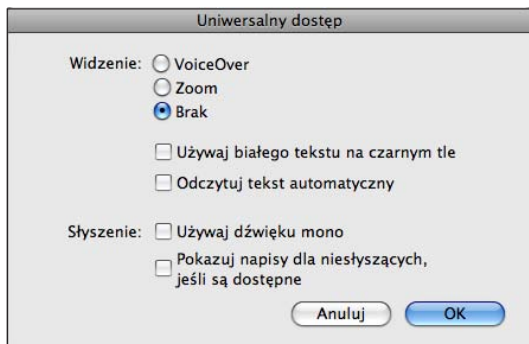 Uniwersalny dostęp
Widzenie: VoiceOver
Zoom
Brak
Używaj białego tekstu na czarnym tle
Odczytuj tekst automatyczny
Słyszenie: Używaj dźwięku mono
Pokazuj napisy dla niesłyszących,
jeśli są dostępne
Anuluj OK